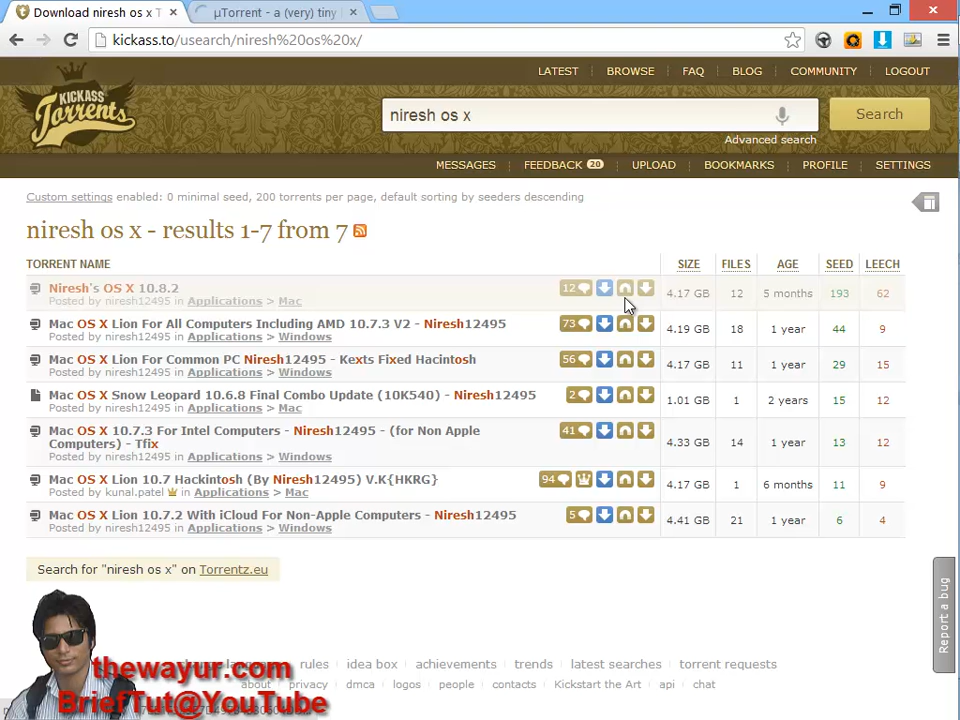 Download niresh os x T
µTorrent - a (very) tiny
kickass.to/usearch/niresh%20os%20x/
LATEST BROWSE FAQ BLOG COMMUNITY LOGOUT
KICKASS
Torrents
niresh os x
Search
Advanced search
MESSAGES FEEDBACK 20 UPLOAD BOOKMARKS PROFILE SETTINGS
Custom settings enabled: 0 minimal seed, 200 torrents per page, default sorting by seeders descending
niresh os x - results 1-7 from 7
TORRENT NAME SIZE FILES AGE SEED LEECH
Niresh's OS X 10.8.2 12 4.17 GB 12 5 months 193 62
Posted by niresh12495 in Applications > Mac
Mac OS X Lion For All Computers Including AMD 10.7.3 V2 - Niresh12495 73 4.19 GB 18 1 year 44 9
Posted by niresh12495 in Applications > Windows
Mac OS X Lion For Common PC Niresh12495 - Kexts Fixed Hacintosh 56 4.17 GB 11 1 year 29 15
Posted by niresh12495 in Applications > Windows
Mac OS X Snow Leopard 10.6.8 Final Combo Update (10K540) - Niresh12495 2 1.01 GB 1 2 years 15 12
Posted by niresh12495 in Applications > Mac
Mac OS X 10.7.3 For Intel Computers - Niresh12495 - (for Non Apple 41 4.33 GB 14 1 year 13 12
Computers) - Tfix
Posted by niresh12495 in Applications > Windows
Mac OS X Lion 10.7 Hackintosh (By Niresh12495) V.K{HKRG} 94 4.17 GB 1 6 months 11 9
Posted by kunal.patel in Applications > Mac
Mac OS X Lion 10.7.2 With iCloud For Non-Apple Computers - Niresh12495 5 4.41 GB 21 1 year 6 4
Posted by niresh12495 in Applications > Windows
Search for "niresh os x" on Torrentz.eu
Report a bug
rules idea box achievements trends latest searches torrent requests
about privacy dmca logos people contacts Kickstart the Art api chat
thewayur.com
BriefTut@YouTube